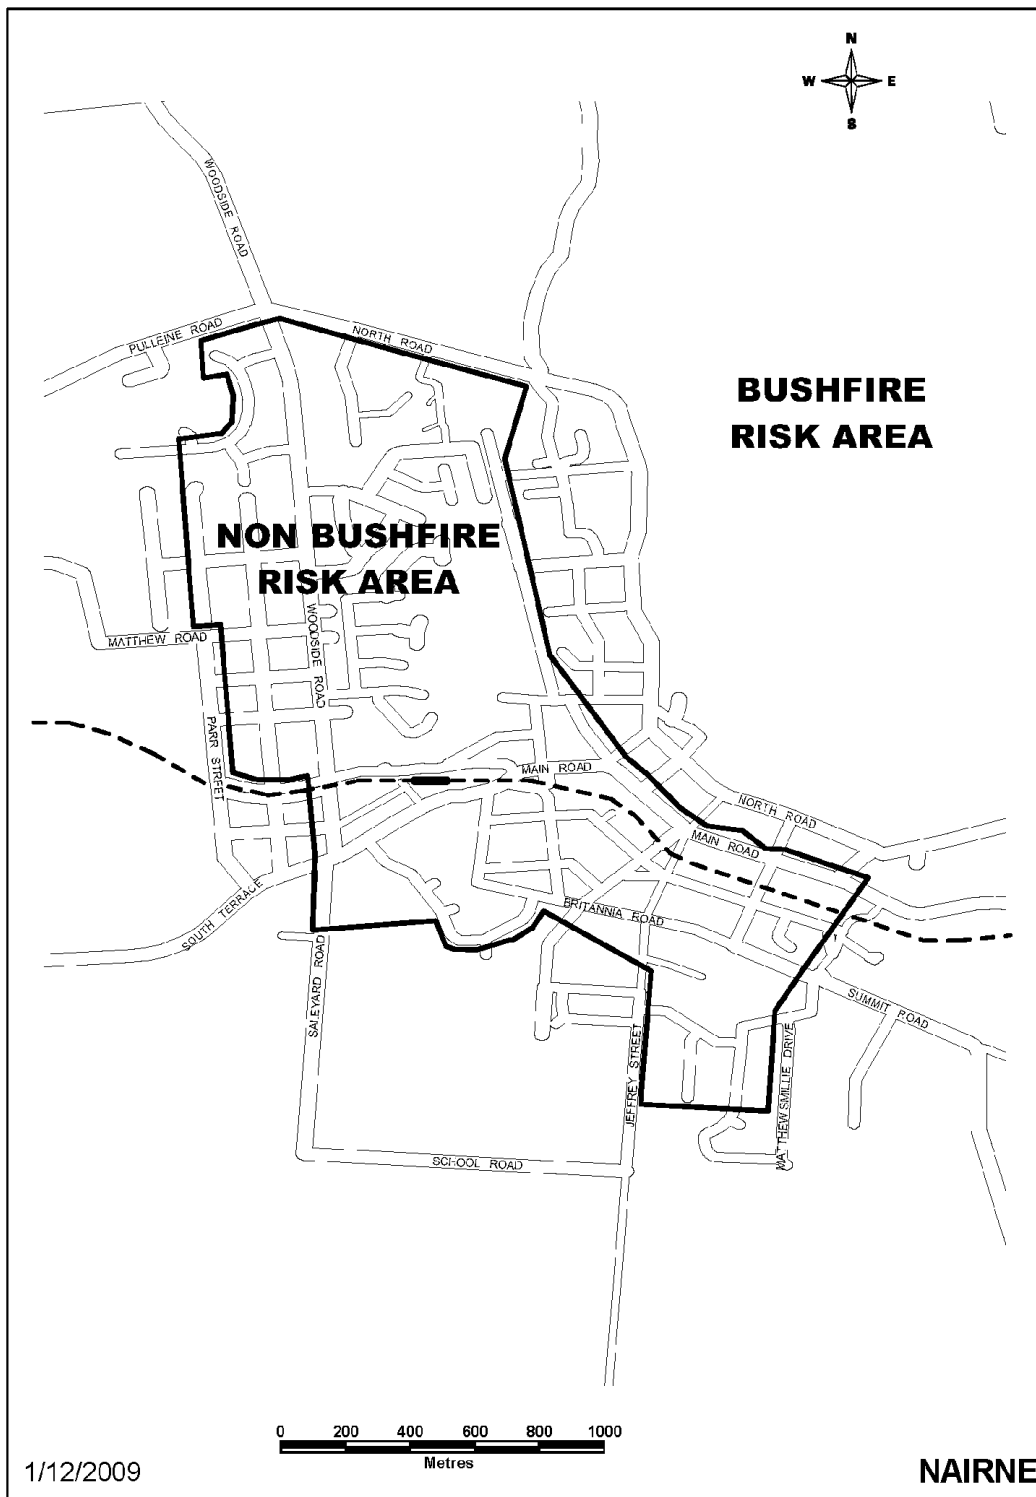 N
W E
S
WOODSIDE ROAD
PULLEINE ROAD
NORTH ROAD
BUSHFIRE
RISK AREA
NON BUSHFIRE
RISK AREA
WOODSIDE ROAD
MATTHEW ROAD
PARR STREET
MAIN ROAD
NORTH ROAD
MAIN ROAD
SOUTH TERRACE
BRITANNIA ROAD
SALEYARD ROAD
SUMMIT ROAD
JEFFREY STREET
MATTHEW SMILLIE DRIVE
SCHOOL ROAD
0 200 400 600 800 1000
Metres
1/12/2009
NAIRNE